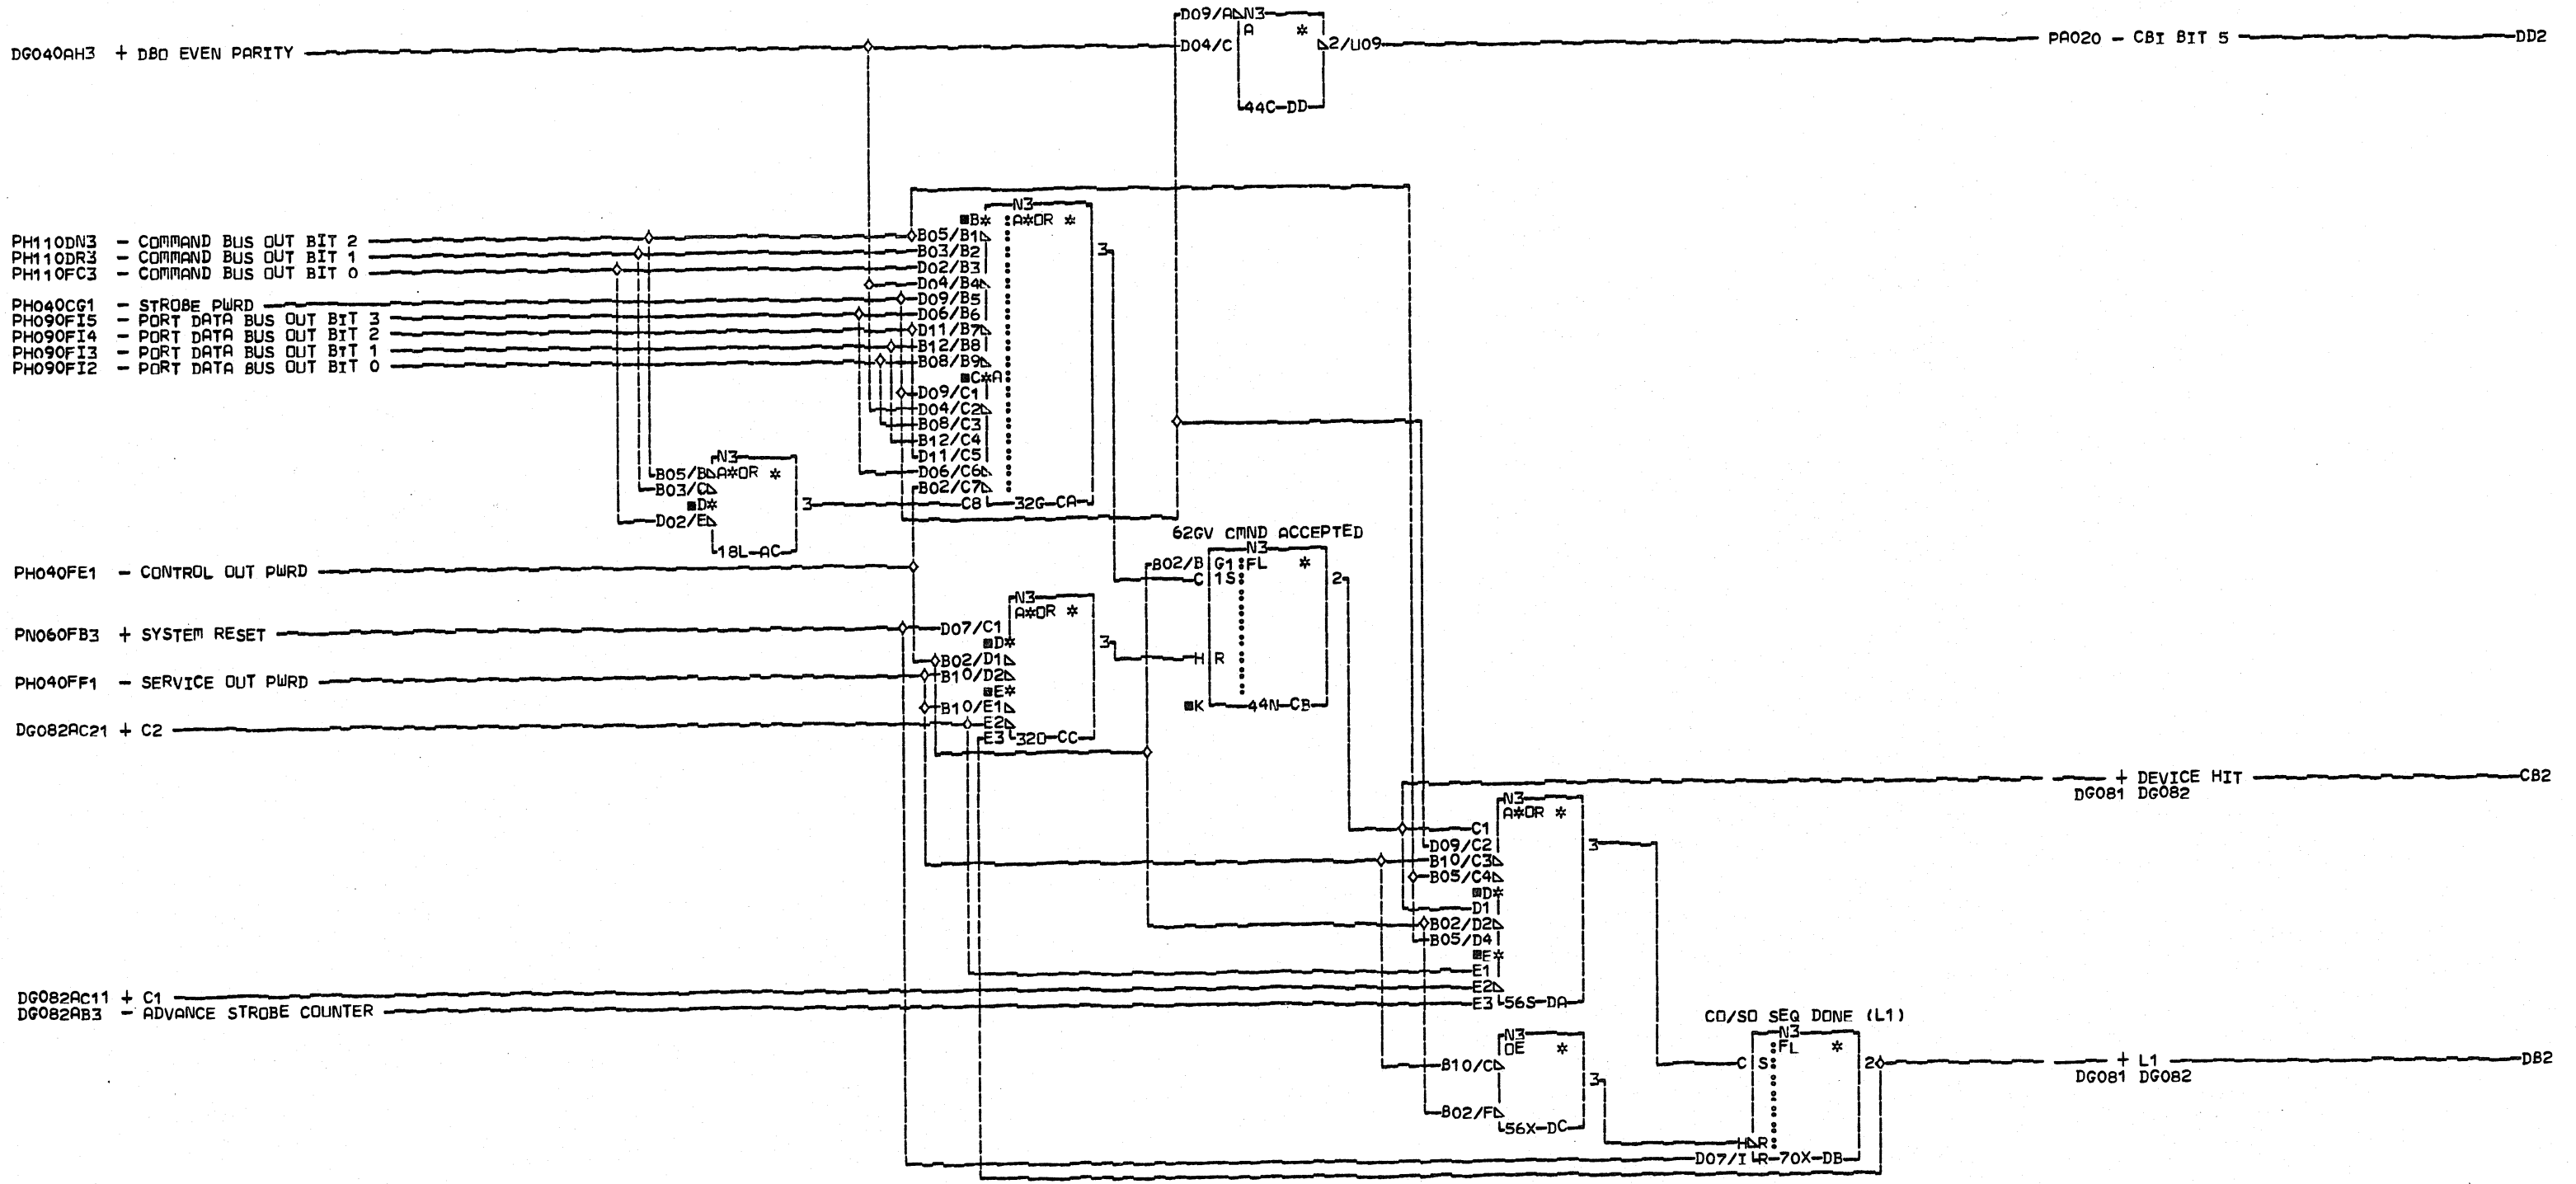 D09/A N3
A *
DG040AH3 + DBO EVEN PARITY
D04/C
2/U09
PA020 - CBI BIT 5
DD2
44C-DD
N3
■B* A*OR *
PH110DN3 - COMMAND BUS OUT BIT 2
B05/B1
PH110DR3 - COMMAND BUS OUT BIT 1
B03/B2
3
PH110FC3 - COMMAND BUS OUT BIT 0
D02/B3
D04/B4
PH040CG1 - STROBE PWRD
D09/B5
PH090FI5 - PORT DATA BUS OUT BIT 3
D06/B6
PH090FI4 - PORT DATA BUS OUT BIT 2
D11/B7
PH090FI3 - PORT DATA BUS OUT BIT 1
B12/B8
PH090FI2 - PORT DATA BUS OUT BIT 0
B08/B9
■C*A
D09/C1
D04/C2
B08/C3
B12/C4
D11/C5
D06/C6
B02/C7
C8 32G-CA
N3
B05/B A*OR *
B03/C
■D*
3
D02/E
18L-AC
62GV CMND ACCEPTED
N3
B02/B G1 FL *
C 1S
2
H R
■K 44N-CB
PH040FE1 - CONTROL OUT PWRD
N3
A*OR *
PN060FB3 + SYSTEM RESET
D07/C1
■D*
3
B02/D1
PH040FF1 - SERVICE OUT PWRD
B10/D2
■E*
B10/E1
DG082AC21 + C2
E2
E3 32O-CC
+ DEVICE HIT
CB2
DG081 DG082
N3
A*OR *
C1
D09/C2
3
B10/C3
B05/C4
■D*
D1
B02/D2
B05/D4
■E*
E1
DG082AC11 + C1
E2
DG082AB3 - ADVANCE STROBE COUNTER
E3 56S-DA
CO/SO SEQ DONE (L1)
N3
OE *
B10/C
3
B02/F
56X-DC
N3
FL *
C S
2
+ L1
DB2
DG081 DG082
H R
D07/I R-70X-DB